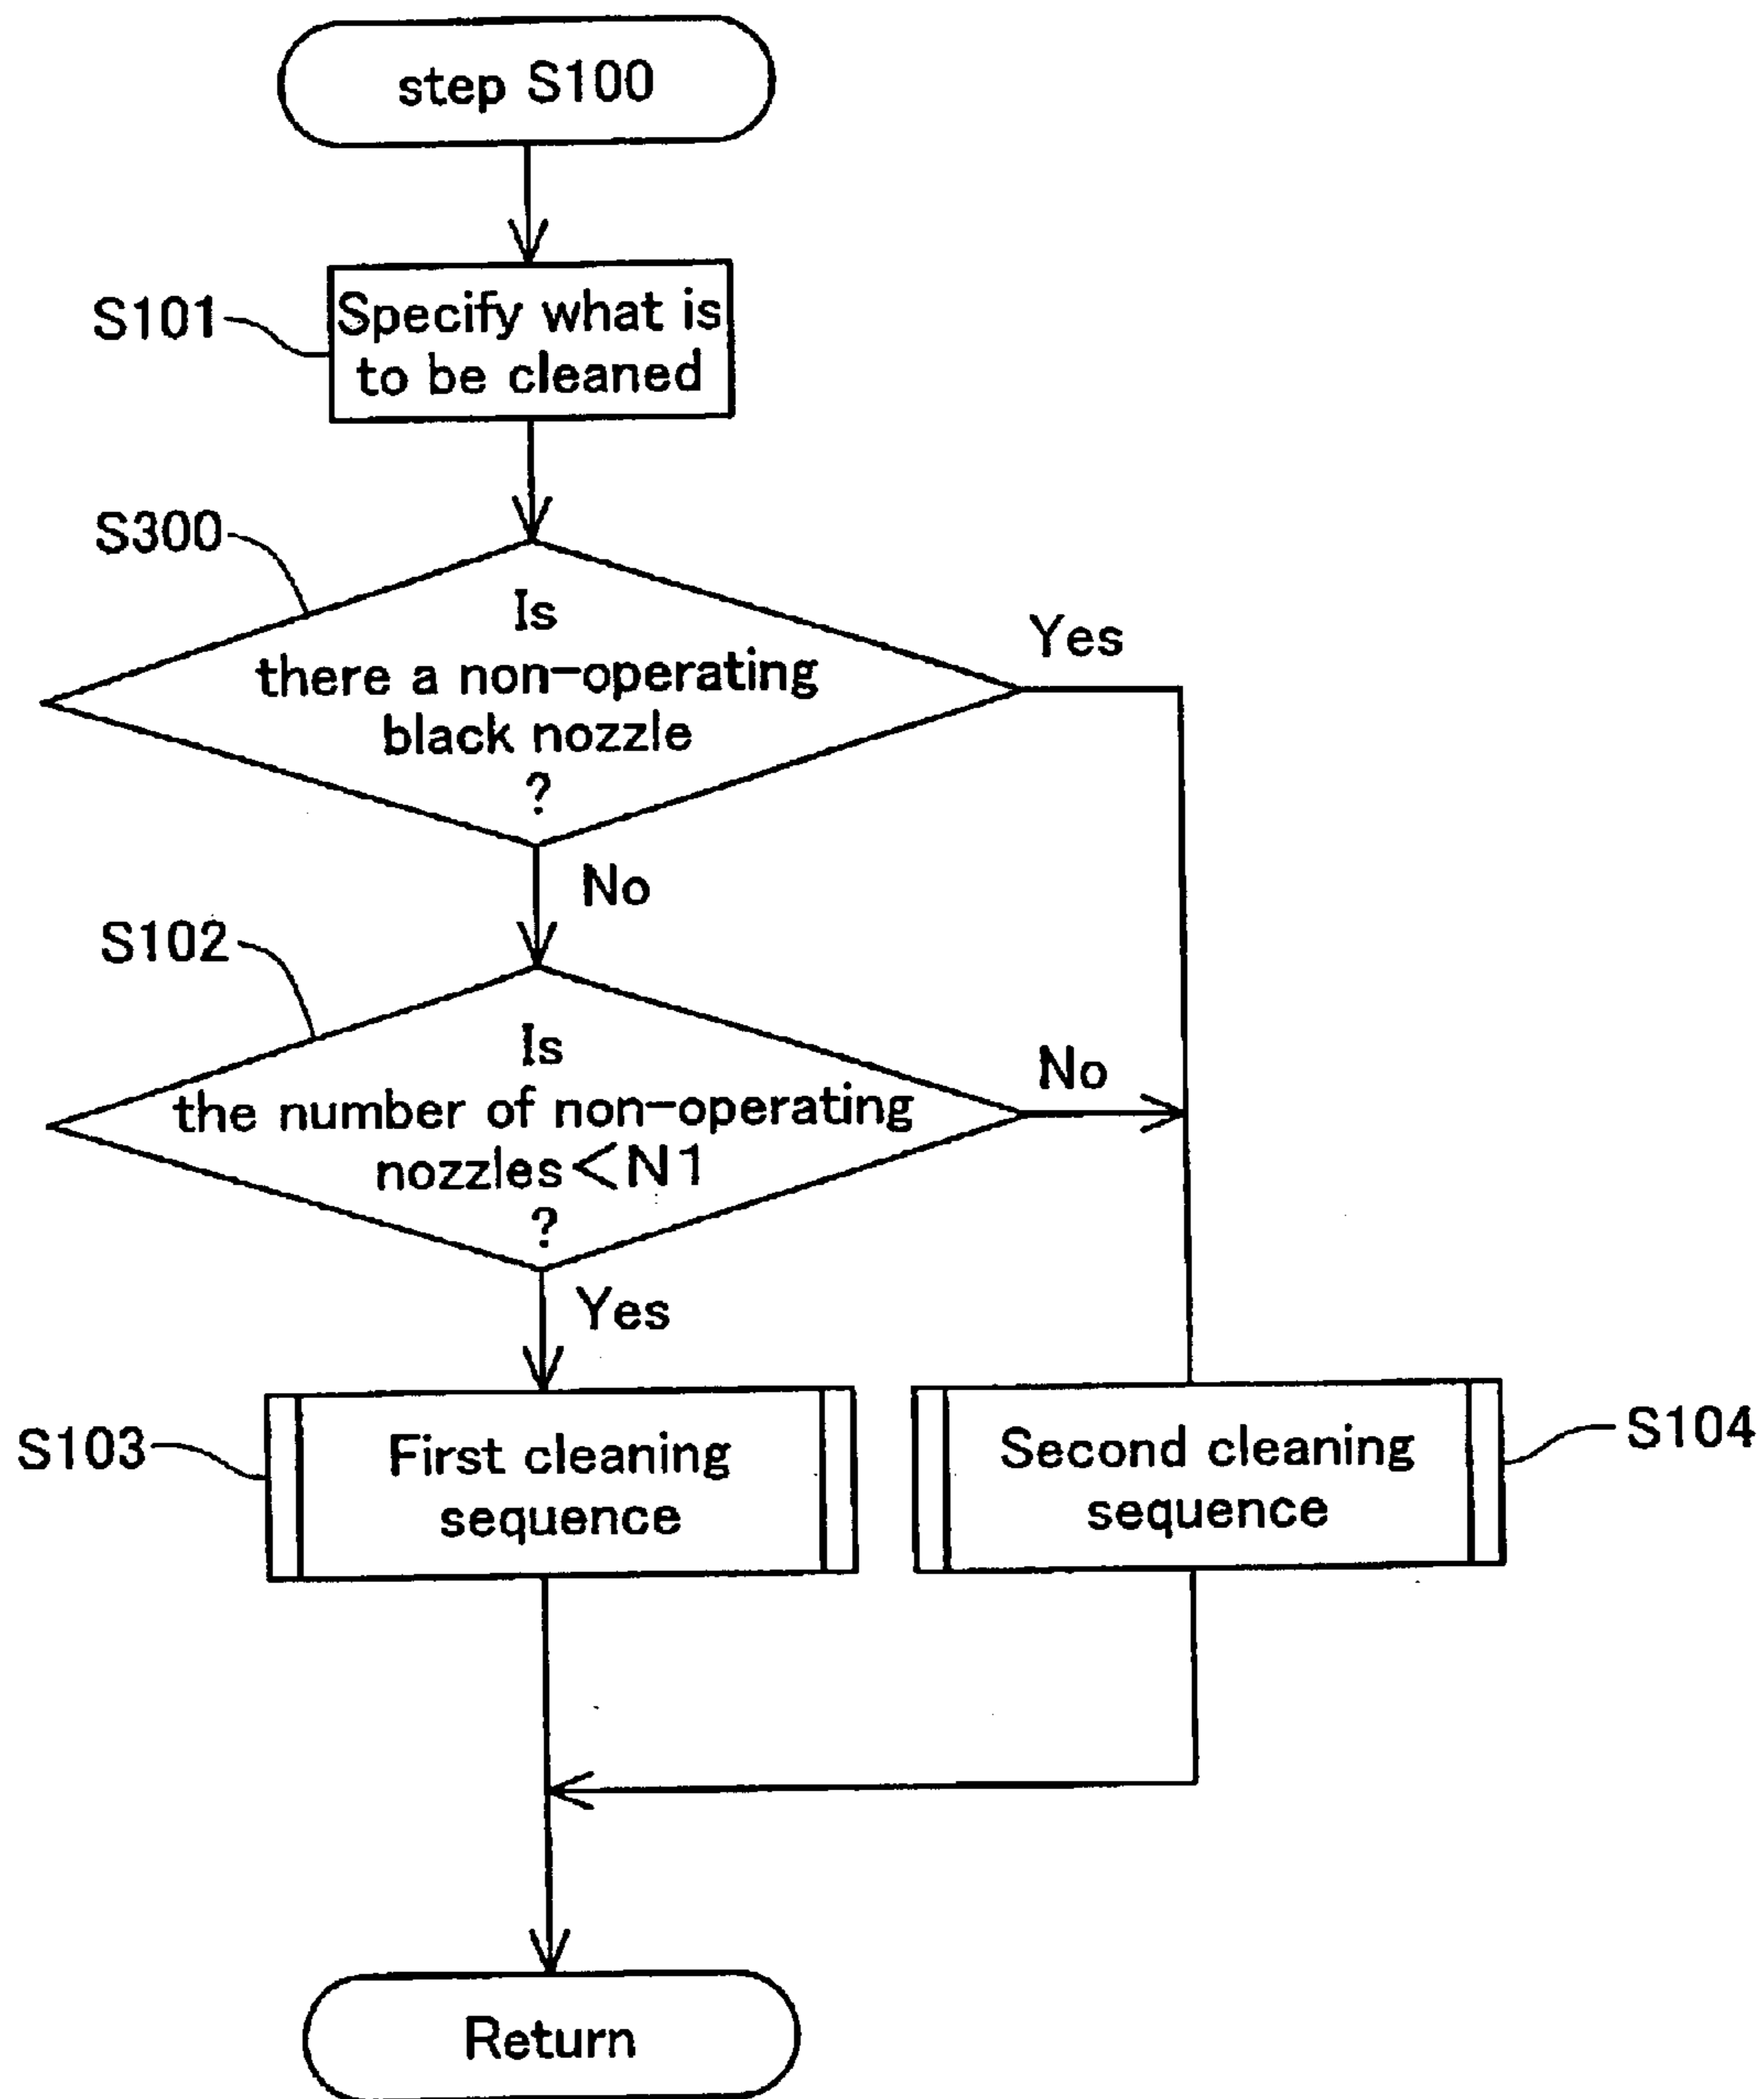 step S100
S101
Specify what is
to be cleaned
S300
Is
there a non-operating
black nozzle
?
Yes
No
S102
Is
the number of non-operating
nozzles<N1
?
No
Yes
S103
First cleaning
sequence
Second cleaning
sequence
S104
Return